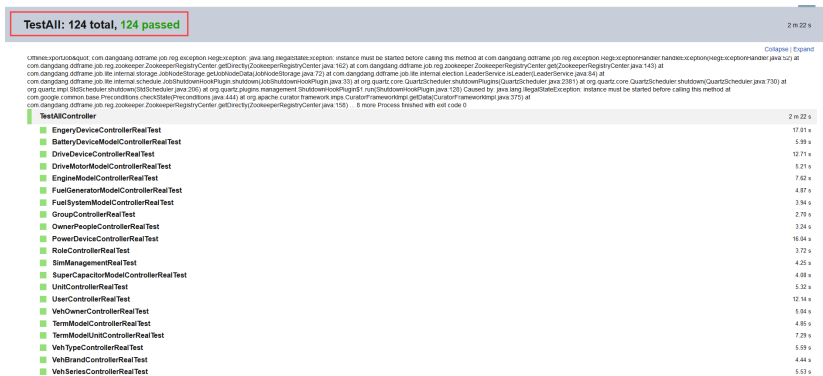 TestAll: 124 total, 124 passed
2 m 22 s
Collapse | Expand
OfflineExportJob&quot; com.dangdang.ddframe.job.reg.exception.RegException: java.lang.IllegalStateException: instance must be started before calling this method at com.dangdang.ddframe.job.reg.exception.RegExceptionHandler.handleException(RegExceptionHandler.java:52) at
com.dangdang.ddframe.job.reg.zookeeper.ZookeeperRegistryCenter.getDirectly(ZookeeperRegistryCenter.java:162) at com.dangdang.ddframe.job.reg.zookeeper.ZookeeperRegistryCenter.get(ZookeeperRegistryCenter.java:143) at
com.dangdang.ddframe.job.lite.internal.storage.JobNodeStorage.getJobNodeData(JobNodeStorage.java:72) at com.dangdang.ddframe.job.lite.internal.election.LeaderService.isLeader(LeaderService.java:84) at
com.dangdang.ddframe.job.lite.internal.schedule.JobShutdownHookPlugin.shutdown(JobShutdownHookPlugin.java:33) at org.quartz.core.QuartzScheduler.shutdownPlugins(QuartzScheduler.java:2381) at org.quartz.core.QuartzScheduler.shutdown(QuartzScheduler.java:730) at
org.quartz.impl.StdScheduler.shutdown(StdScheduler.java:206) at org.quartz.plugins.management.ShutdownHookPlugin$1.run(ShutdownHookPlugin.java:128) Caused by: java.lang.IllegalStateException: instance must be started before calling this method at
com.google.common.base.Preconditions.checkState(Preconditions.java:444) at org.apache.curator.framework.imps.CuratorFrameworkImpl.getData(CuratorFrameworkImpl.java:375) at
com.dangdang.ddframe.job.reg.zookeeper.ZookeeperRegistryCenter.getDirectly(ZookeeperRegistryCenter.java:158) ... 6 more Process finished with exit code 0
TestAllController 2 m 22 s
EngeryDeviceControllerRealTest 17.01 s
BatteryDeviceModelControllerRealTest 5.99 s
DriveDeviceControllerRealTest 12.71 s
DriveMotorModelControllerRealTest 5.21 s
EngineModelControllerRealTest 7.62 s
FuelGeneratorModelControllerRealTest 4.87 s
FuelSystemModelControllerRealTest 3.94 s
GroupControllerRealTest 2.70 s
OwnerPeopleControllerRealTest 3.24 s
PowerDeviceControllerRealTest 16.04 s
RoleControllerRealTest 3.72 s
SimManagementRealTest 4.25 s
SuperCapacitorModelControllerRealTest 4.08 s
UnitControllerRealTest 5.32 s
UserControllerRealTest 12.14 s
VehOwnerControllerRealTest 5.04 s
TermModelControllerRealTest 4.85 s
TermModelUnitControllerRealTest 7.29 s
VehTypeControllerRealTest 5.59 s
VehBrandControllerRealTest 4.44 s
VehSeriesControllerRealTest 5.53 s